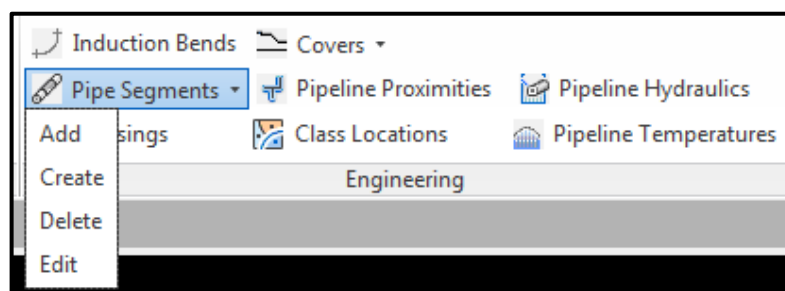 Induction Bends Covers
Pipe Segments Pipeline Proximities Pipeline Hydraulics
Add sings Class Locations Pipeline Temperatures
Create Engineering
Delete
Edit